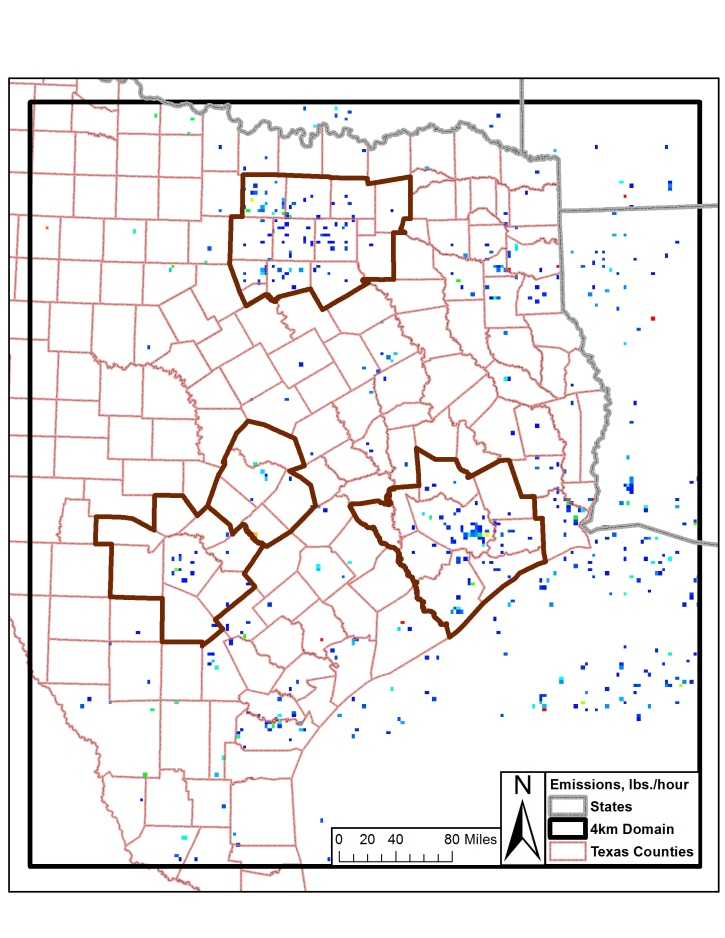 N
0 20 40 80 Miles
Emissions, lbs./hour
States
4km Domain
Texas Counties